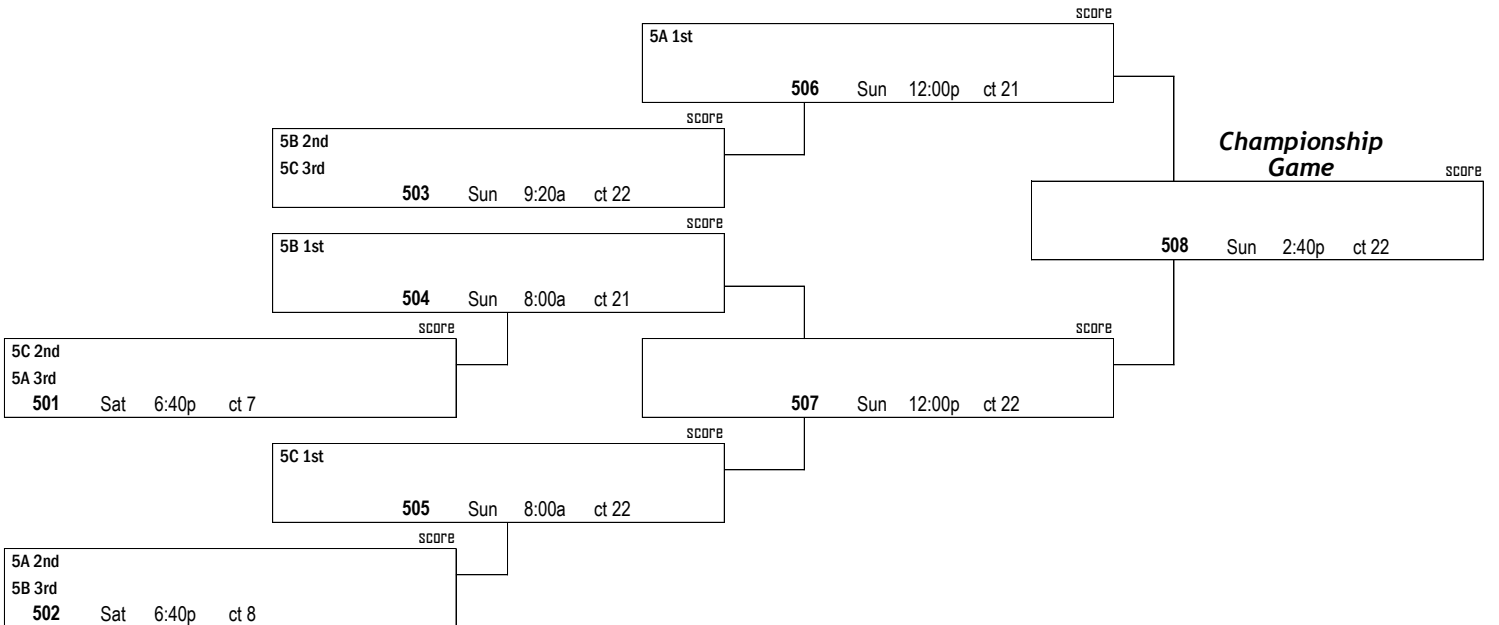 score
5A 1st
506 Sun 12:00p ct 21
score
5B 2nd
5C 3rd
503 Sun 9:20a ct 22
Championship
Game
score
508 Sun 2:40p ct 22
score
5B 1st
504 Sun 8:00a ct 21
score
5C 2nd
5A 3rd
501 Sat 6:40p ct 7
score
507 Sun 12:00p ct 22
score
5C 1st
505 Sun 8:00a ct 22
score
5A 2nd
5B 3rd
502 Sat 6:40p ct 8